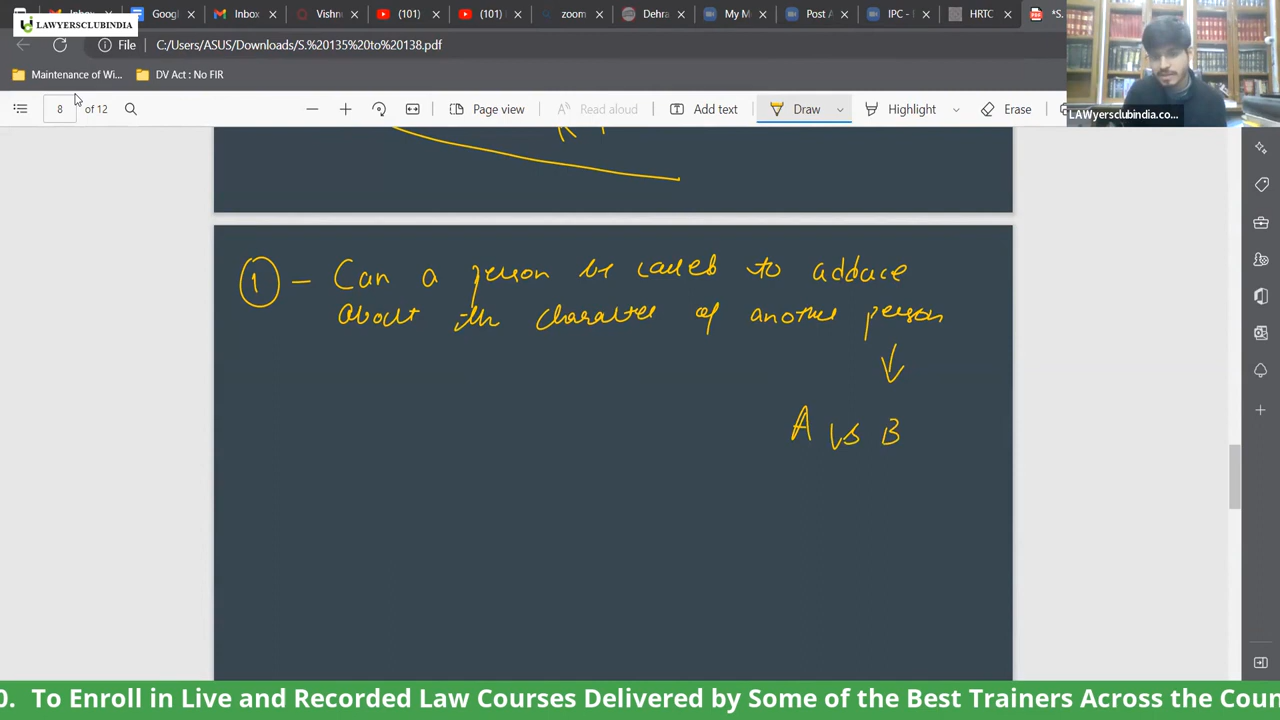 LAWYERSCLUBINDIA
Inbox
Googl
Inbox
Vishn
(101)
(101)
(nom
Dehra
Post c
IPC -
HRTC
*S.
File
C:/Users/ASUS/Downloads/S.%20135%20to%20138.pdf
Maintenance of Wi...
DV Act : No FIR
8 of 12
Page view
Read aloud
Add text
Draw
Highlight
Erase
LAWyersclubindia.co...
① - Can a person be called to adduce
about the character of another person
A vs B
0. To Enroll in Live and Recorded Law Courses Delivered by Some of the Best Trainers Across the Coun